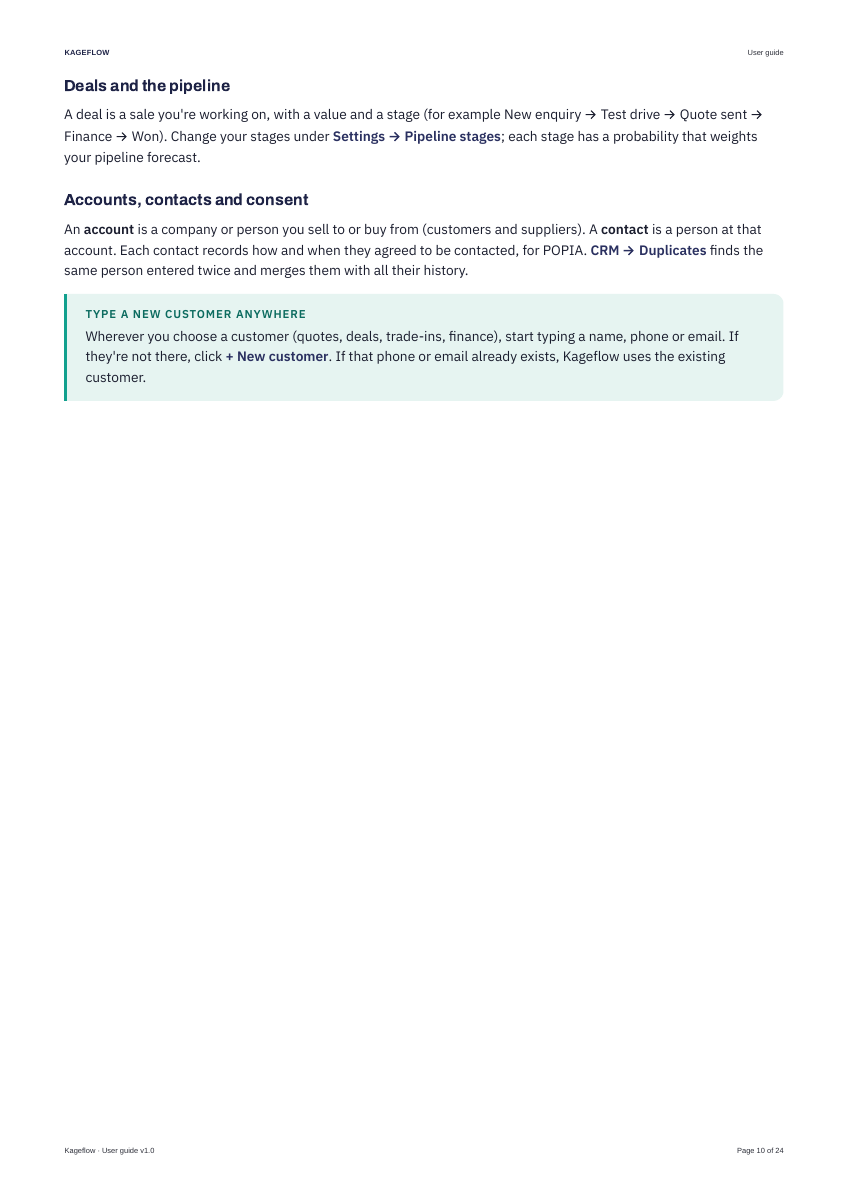 KAGEFLOW
User guide
Deals and the pipeline
A deal is a sale you're working on, with a value and a stage (for example New enquiry → Test drive → Quote sent →
Finance → Won). Change your stages under Settings → Pipeline stages; each stage has a probability that weights
your pipeline forecast.
Accounts, contacts and consent
An account is a company or person you sell to or buy from (customers and suppliers). A contact is a person at that
account. Each contact records how and when they agreed to be contacted, for POPIA. CRM → Duplicates finds the
same person entered twice and merges them with all their history.
TYPE A NEW CUSTOMER ANYWHERE
Wherever you choose a customer (quotes, deals, trade-ins, finance), start typing a name, phone or email. If
they're not there, click + New customer. If that phone or email already exists, Kageflow uses the existing
customer.
Kageflow · User guide v1.0
Page 10 of 24